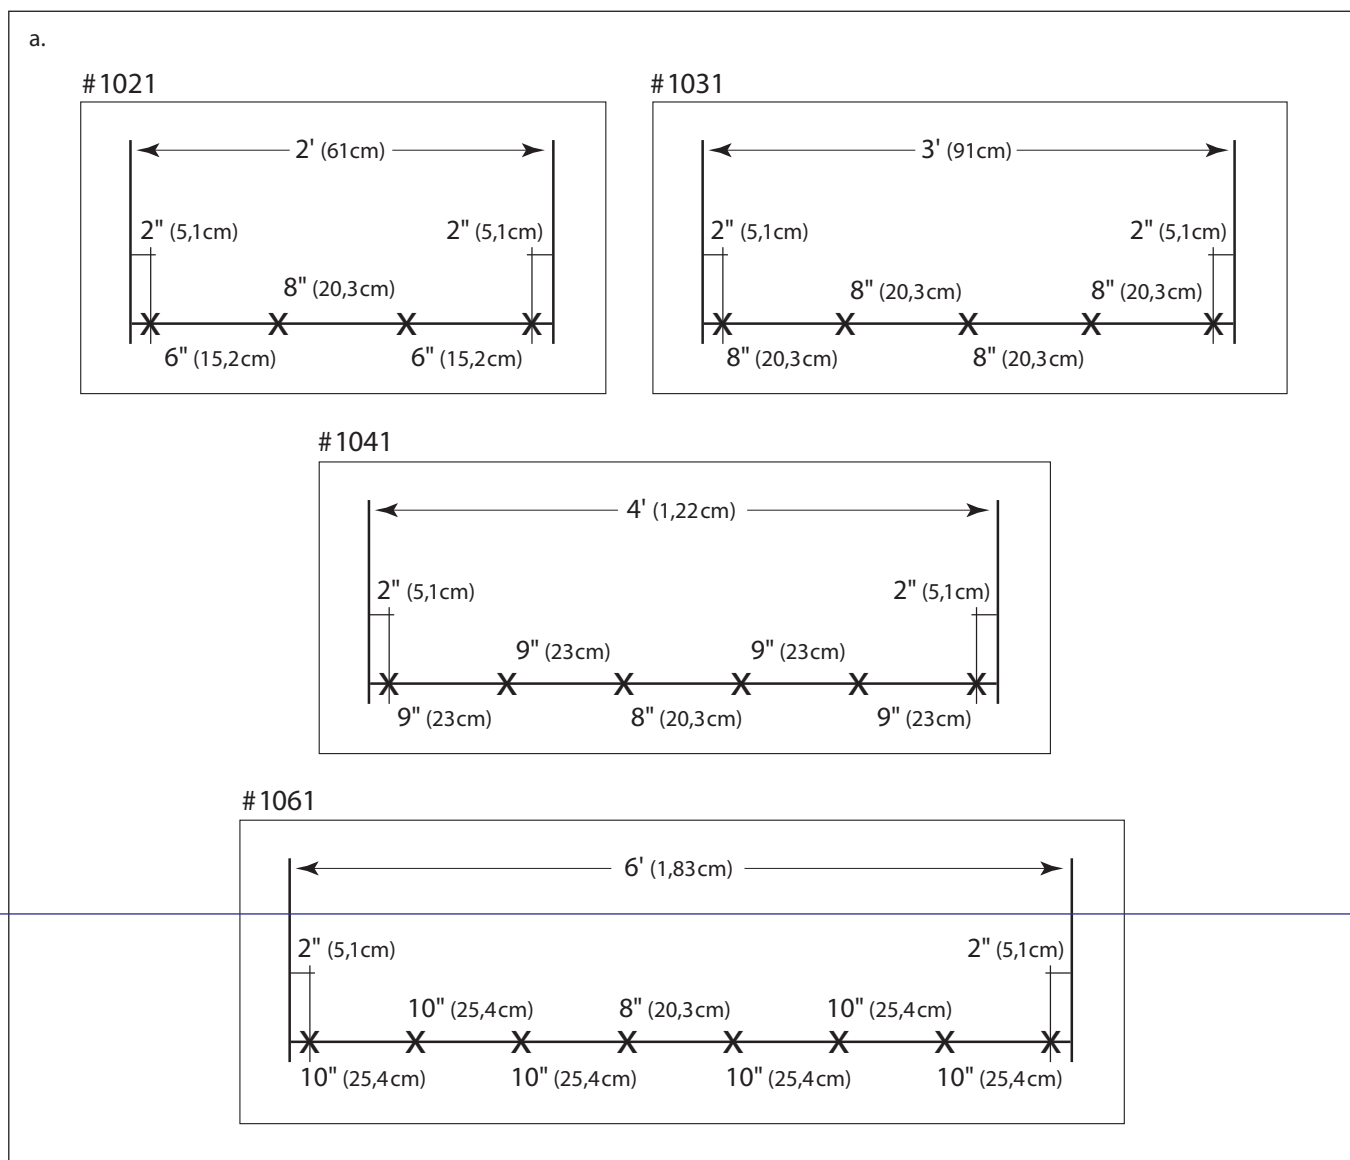 a.
#1021
2' (61cm)
2" (5,1cm)
2" (5,1cm)
8" (20,3cm)
6" (15,2cm)
6" (15,2cm)
#1031
3' (91cm)
2" (5,1cm)
2" (5,1cm)
8" (20,3cm)
8" (20,3cm)
8" (20,3cm)
8" (20,3cm)
#1041
4' (1,22cm)
2" (5,1cm)
2" (5,1cm)
9" (23cm)
9" (23cm)
9" (23cm)
8" (20,3cm)
9" (23cm)
#1061
6' (1,83cm)
2" (5,1cm)
2" (5,1cm)
10" (25,4cm)
8" (20,3cm)
10" (25,4cm)
10" (25,4cm)
10" (25,4cm)
10" (25,4cm)
10" (25,4cm)